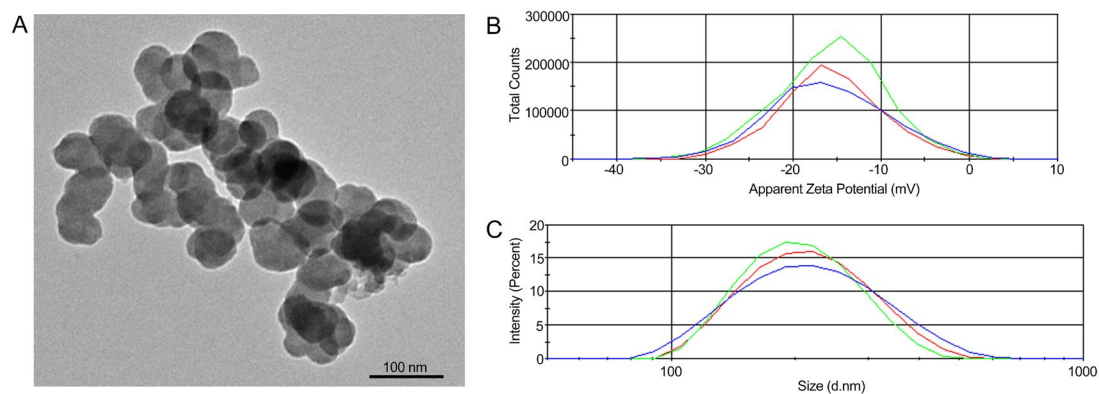 A
100 nm
B
300000
200000
100000
0
Total Counts
-40 -30 -20 -10 0 10
Apparent Zeta Potential (mV)
C
20
15
10
5
0
Intensity (Percent)
100 1000
Size (d.nm)